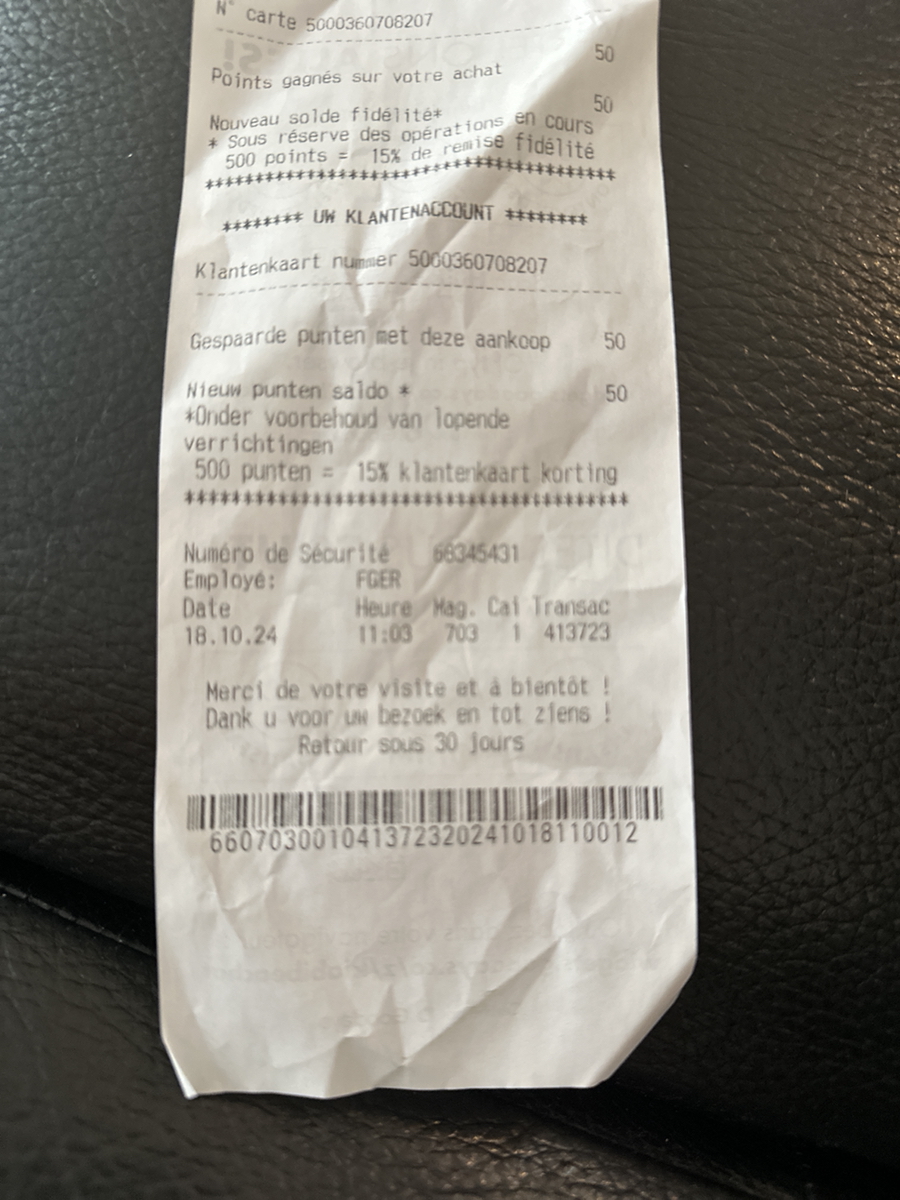 N° carte 5000360708207
50
Points gagnés sur votre achat
50
Nouveau solde fidélité*
* Sous réserve des opérations en cours
500 points = 15% de remise fidélité
****************************************
******** UW KLANTENACCOUNT ********
Klantenkaart nummer 5000360708207
Gespaarde punten met deze aankoop 50
Nieuw punten saldo * 50
*Onder voorbehoud van lopende
verrichtingen
500 punten = 15% klantenkaart korting
****************************************
Numéro de Sécurité 68345431
Employé: FGER
Date Heure Mag. Cai Transac
18.10.24 11:03 703 1 413723
Merci de votre visite et à bientôt !
Dank u voor uw bezoek en tot ziens !
Retour sous 30 jours
660703001041372320241018110012